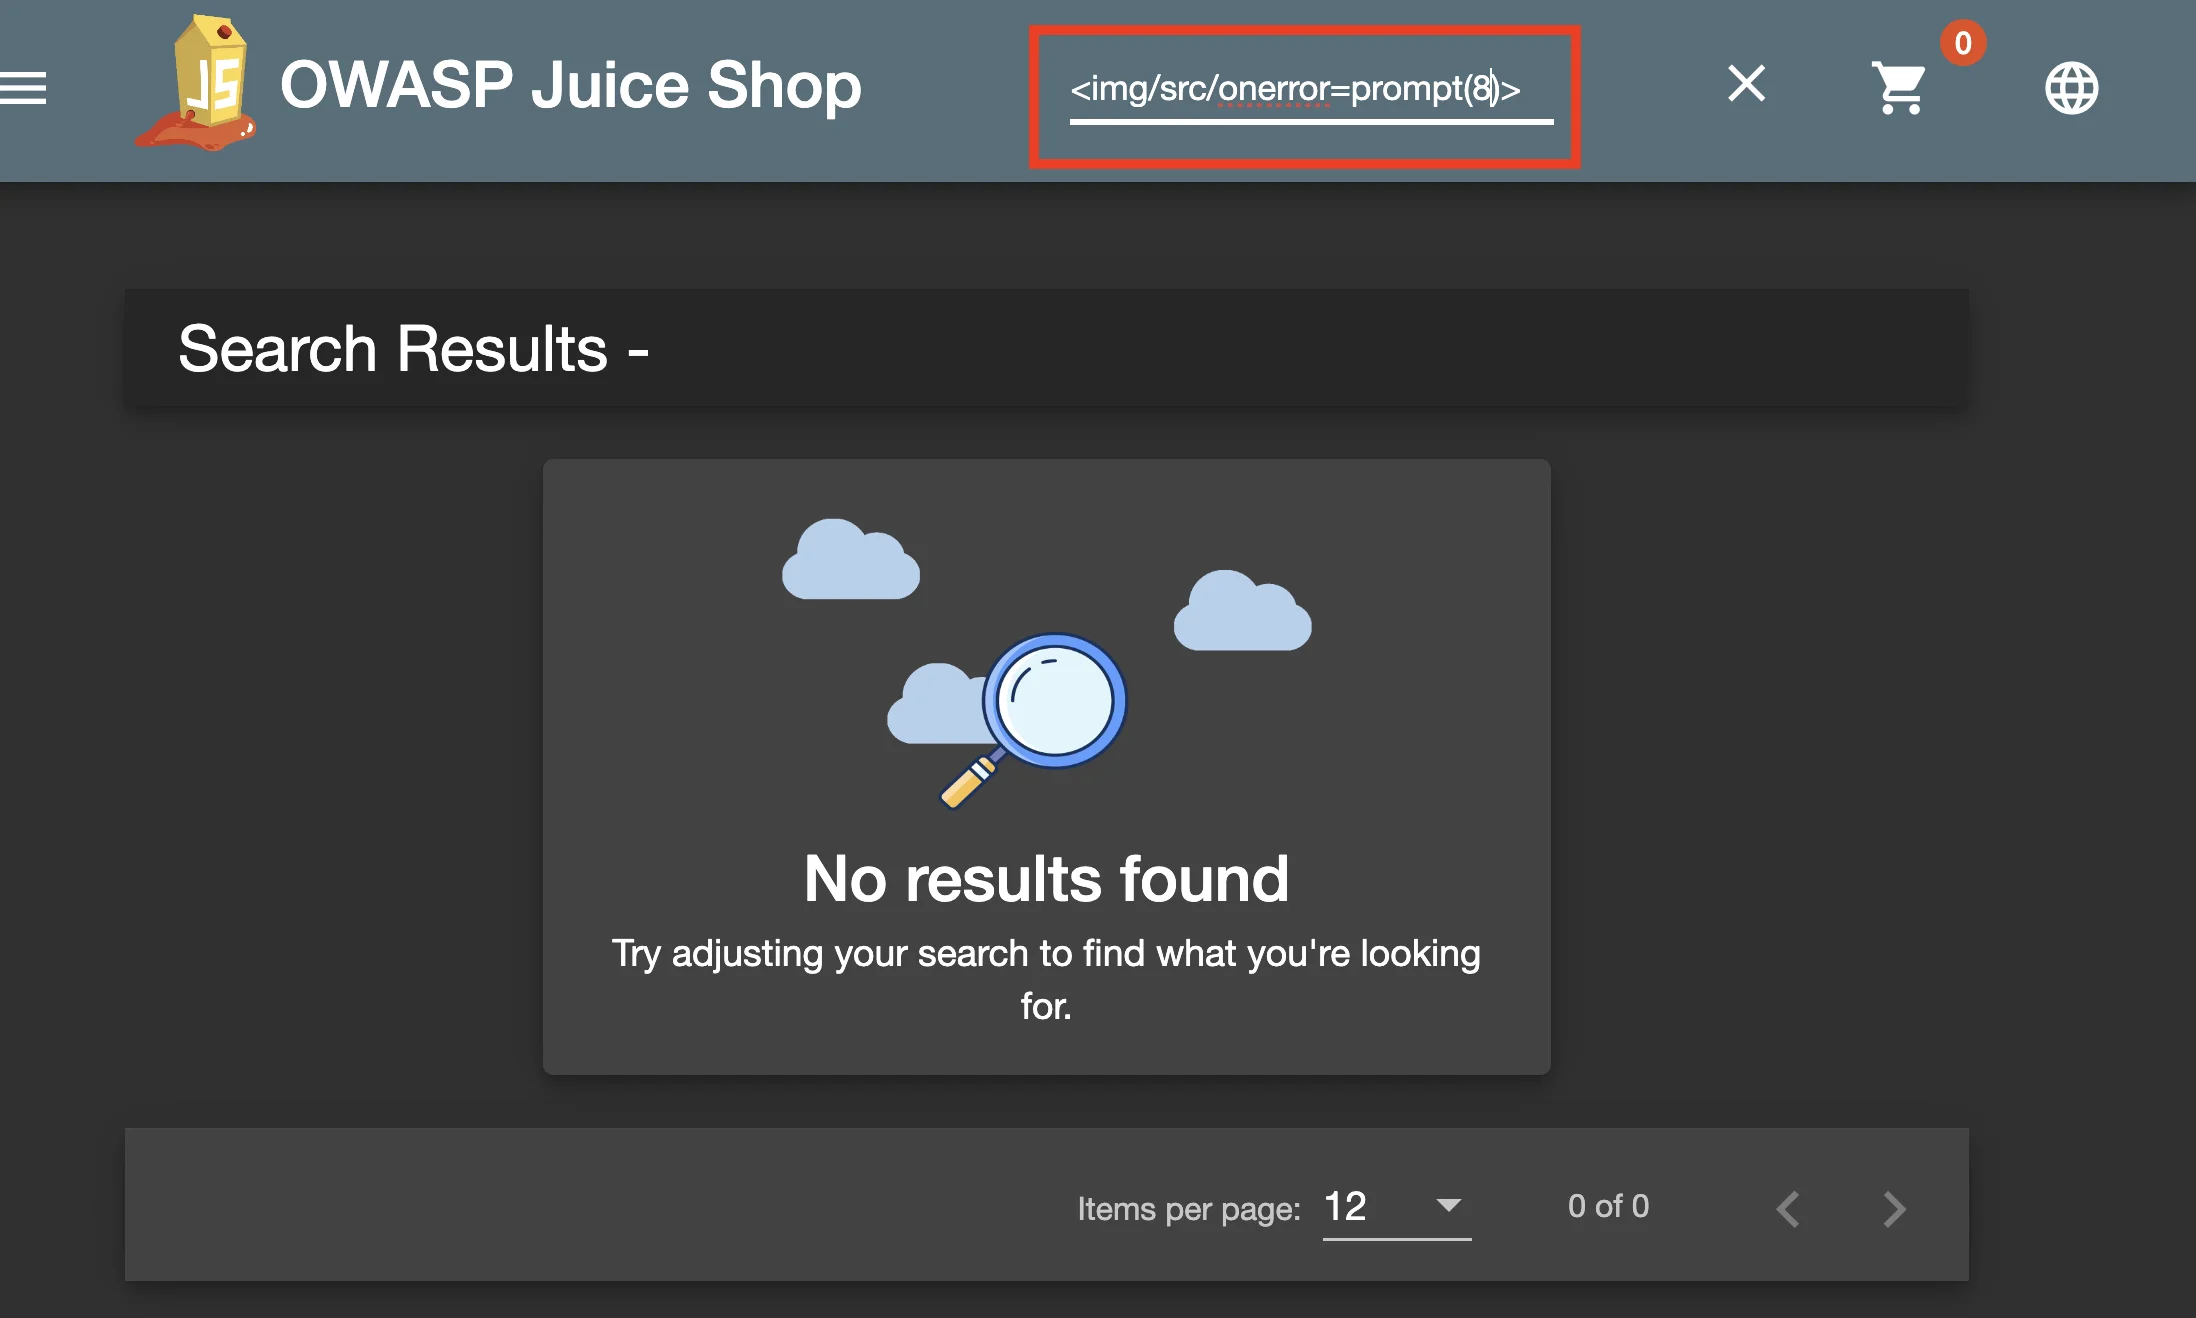 JS
OWASP Juice Shop
<img/src/onerror=prompt(8)>
0
Search Results -
No results found
Try adjusting your search to find what you're looking
for.
Items per page: 12
0 of 0